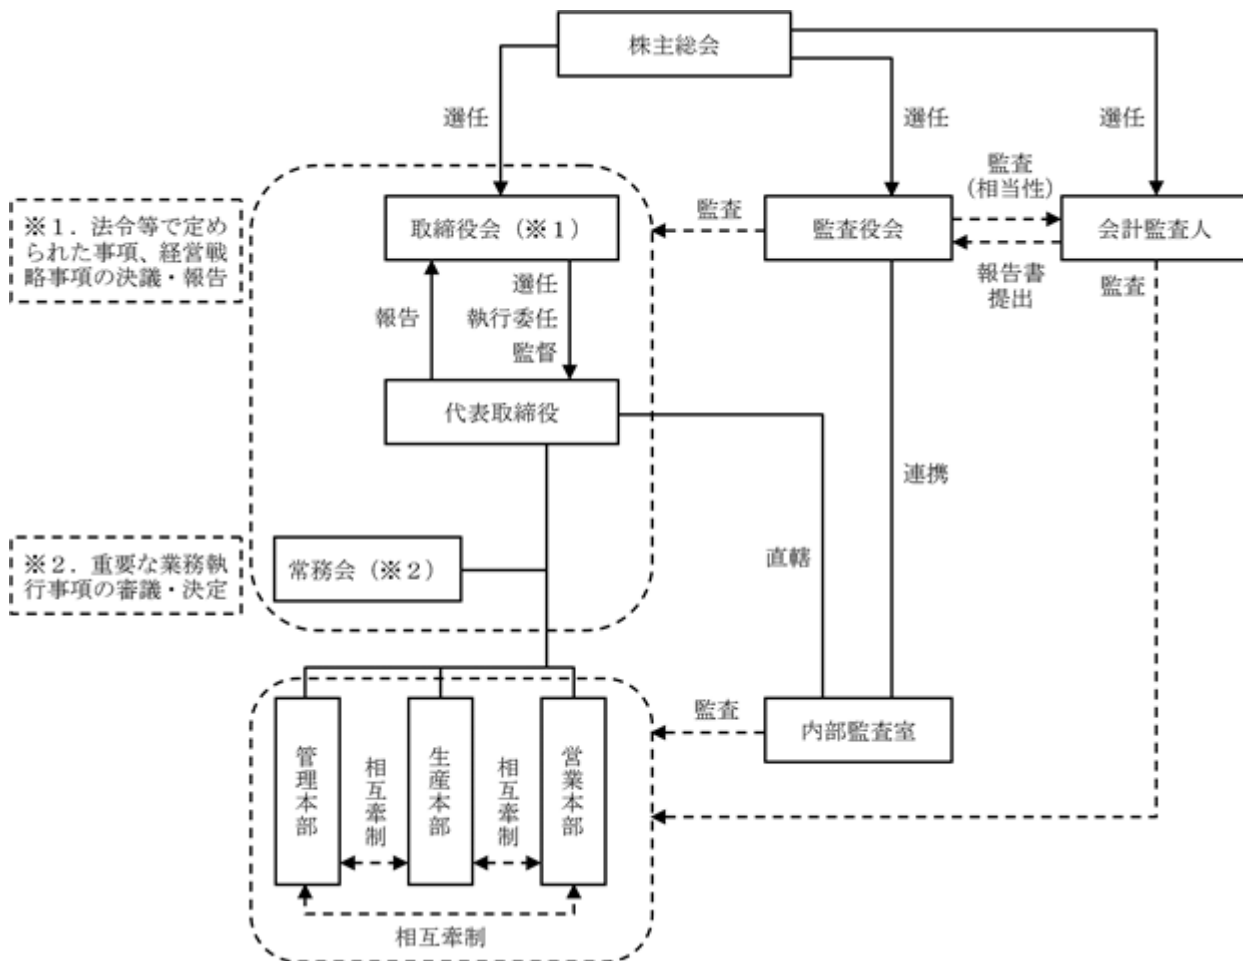 株主総会
選任
選任
選任
※１．法令等で定め
られた事項、経営戦
略事項の決議・報告
取締役会（※１）
監査
監査役会
監査
(相当性)
報告書
提出
会計監査人
監査
報告
選任
執行委任
監督
代表取締役
連携
直轄
※２．重要な業務執
行事項の審議・決定
常務会（※２）
監査
内部監査室
管理本部
相互牽制
生産本部
相互牽制
営業本部
相互牽制